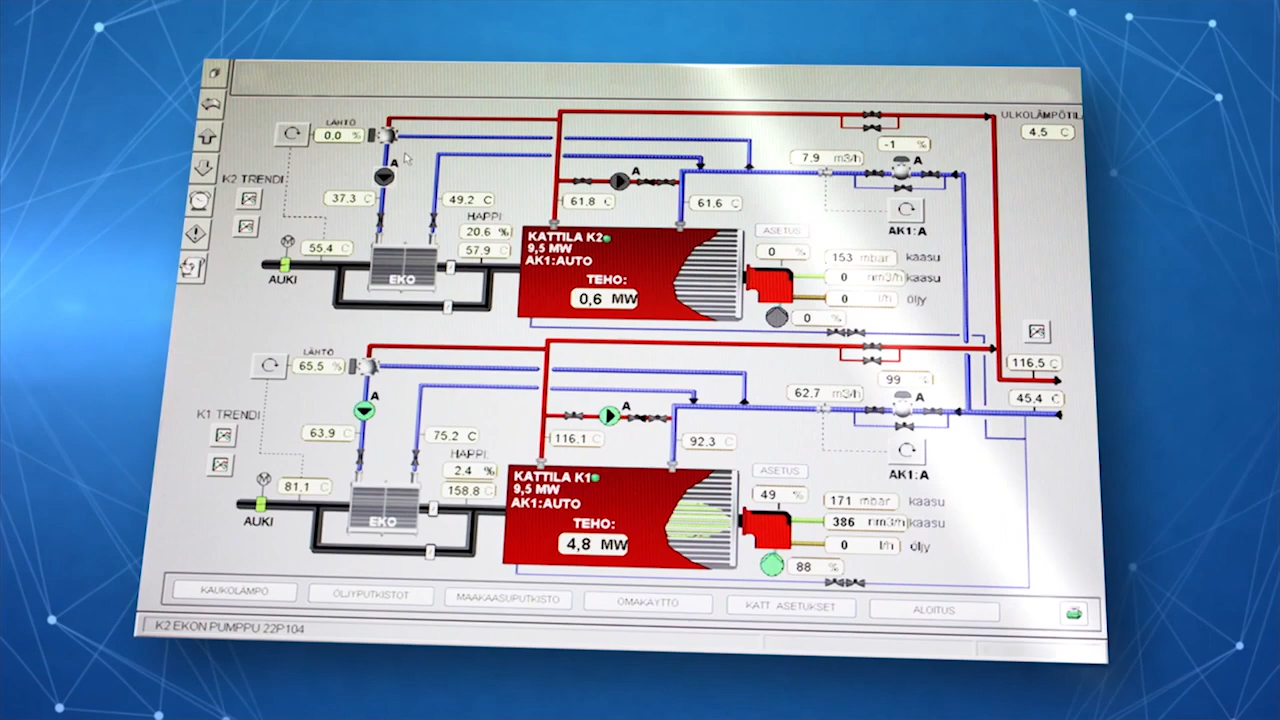 ULKOLÄMPÖTIL
4,5 C
LÄHTÖ
0,0 %
A
-1 %
7.9 m3/h
A
K2 TRENDI
A
37.3 C
49.2 C
61,8 C
61,6 C
HAPPI
20.6 %
57.9 C
AK1:A
55,4 C
AUKI
EKO
KATTILA K2
9,5 MW
AK1:AUTO
TEHO:
0,6 MW
ASETUS
0 %
153 mbar kaasu
0 nm3/h kaasu
0 l/h öljy
0 %
LÄHTÖ
65,5 %
116,5 C
45,4 C
A
99 %
62,7 m3/h
A
K1 TRENDI
A
63,9 C
75,2 C
116,1 C
92,3 C
HAPPI
2.4 %
158,8 C
AK1:A
81,1 C
AUKI
EKO
KATTILA K1
9,5 MW
AK1:AUTO
TEHO:
4,8 MW
ASETUS
49 %
171 mbar kaasu
386 nm3/h kaasu
0 l/h öljy
88 %
KAUKOLÄMPÖ
ÖLJYPUTKISTOT
MAAKAASUPUTKISTO
OMAKÄYTTÖ
KATT. ASETUKSET
ALOITUS
K2 EKON PUMPPU 22P104